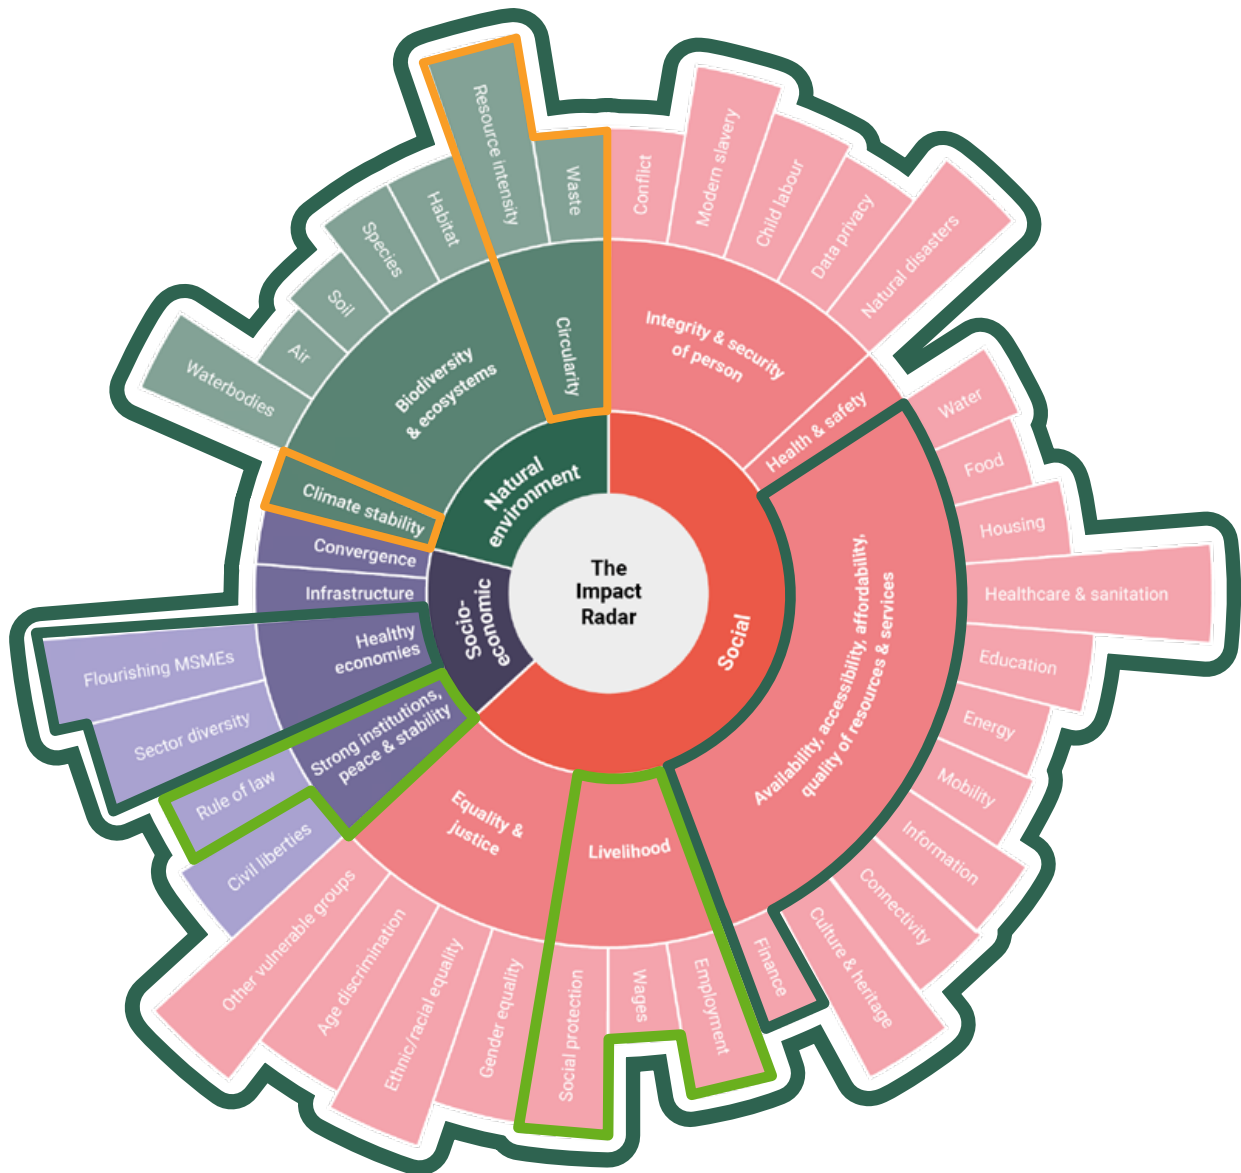 The
Impact
Radar
Natural
environment
Social
Socio-
economic
Circularity
Resource intensity
Waste
Biodiversity
& ecosystems
Waterbodies
Air
Soil
Species
Habitat
Climate stability
Integrity & security
of person
Conflict
Modern slavery
Child labour
Data privacy
Natural disasters
Health & safety
Availability, accessibility, affordability,
quality of resources & services
Water
Food
Housing
Healthcare & sanitation
Education
Energy
Mobility
Information
Connectivity
Culture & heritage
Finance
Livelihood
Employment
Wages
Social protection
Equality &
justice
Gender equality
Ethnic/racial equality
Age discrimination
Other vulnerable groups
Strong institutions,
peace & stability
Civil liberties
Rule of law
Healthy
economies
Sector diversity
Flourishing MSMEs
Infrastructure
Convergence